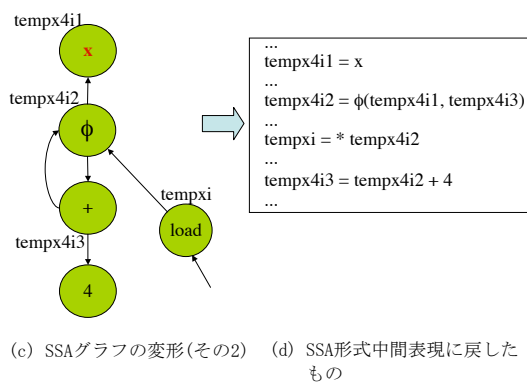 tempx4i1
x
tempx4i2
ϕ
+
tempxi
load
tempx4i3
4
...
tempx4i1 = x
...
tempx4i2 = ϕ(tempx4i1, tempx4i3)
...
tempxi = * tempx4i2
...
tempx4i3 = tempx4i2 + 4
...
(c) SSAグラフの変形(その2)
(d) SSA形式中間表現に戻した
もの